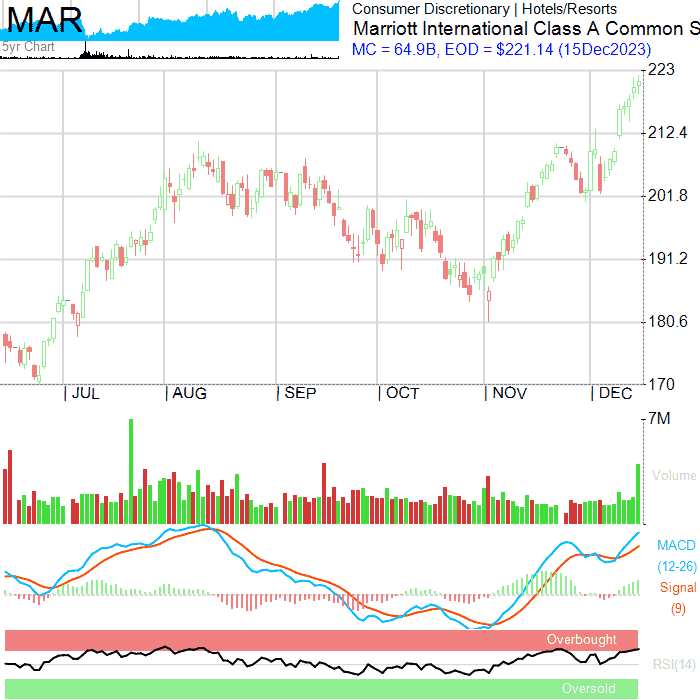 MAR
5yr Chart
Consumer Discretionary | Hotels/Resorts
Marriott International Class A Common S
MC = 64.9B, EOD = $221.14 (15Dec2023)
223
212.4
201.8
191.2
180.6
170
| JUL | AUG | SEP | OCT | NOV | DEC
7M
Volume
MACD
(12-26)
Signal
(9)
Overbought
RSI(14)
Oversold